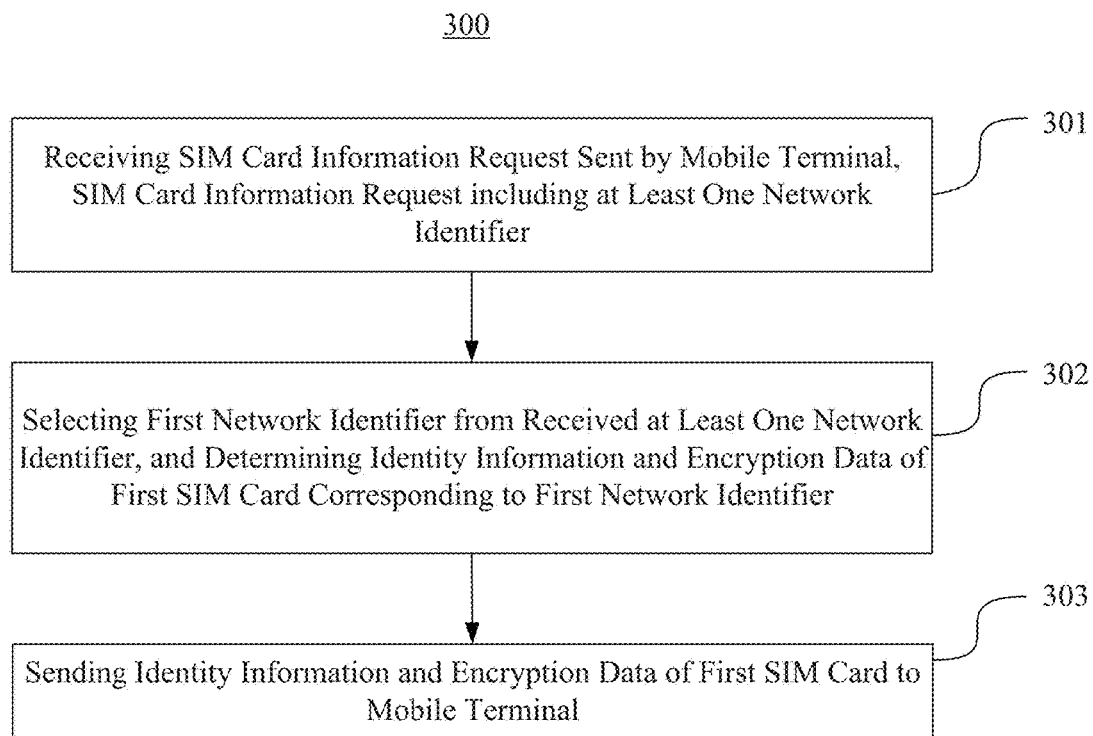 300
301
Receiving SIM Card Information Request Sent by Mobile Terminal,
SIM Card Information Request including at Least One Network
Identifier
302
Selecting First Network Identifier from Received at Least One Network
Identifier, and Determining Identity Information and Encryption Data of
First SIM Card Corresponding to First Network Identifier
303
Sending Identity Information and Encryption Data of First SIM Card to
Mobile Terminal